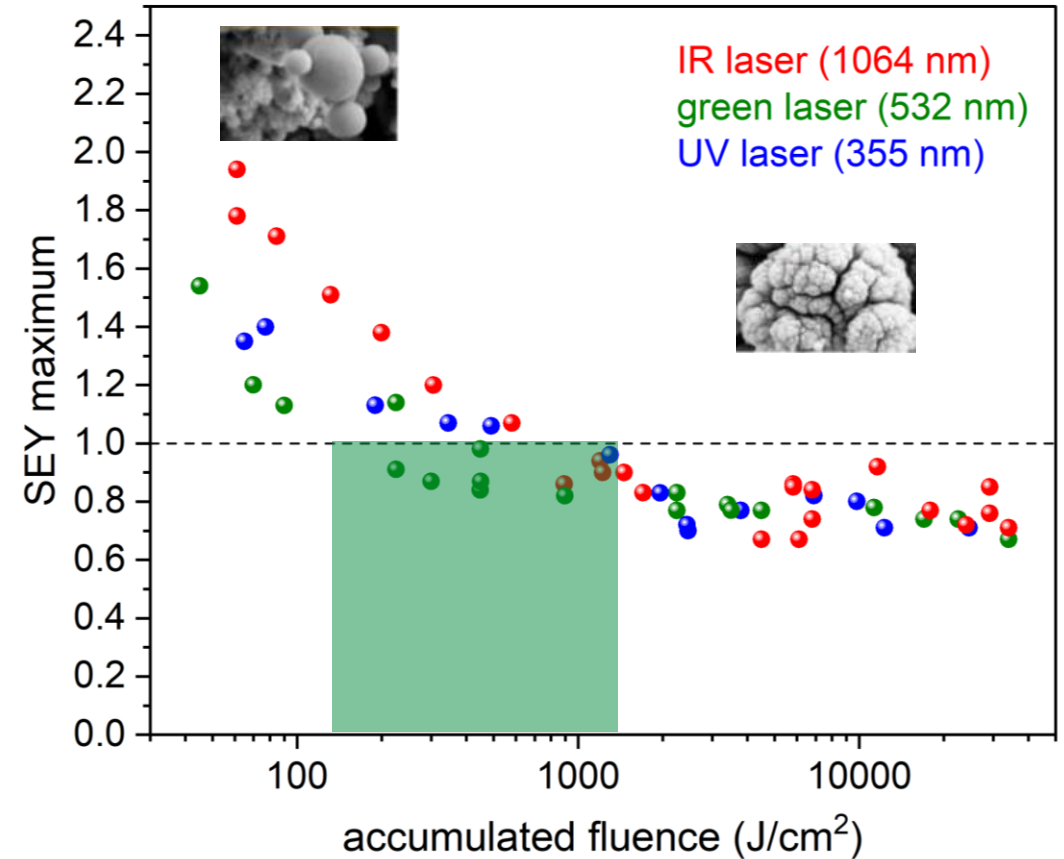 IR laser (1064 nm)
green laser (532 nm)
UV laser (355 nm)
SEY maximum
2.4
2.2
2.0
1.8
1.6
1.4
1.2
1.0
0.8
0.6
0.4
0.2
0.0
100 1000 10000
accumulated fluence (J/cm²)